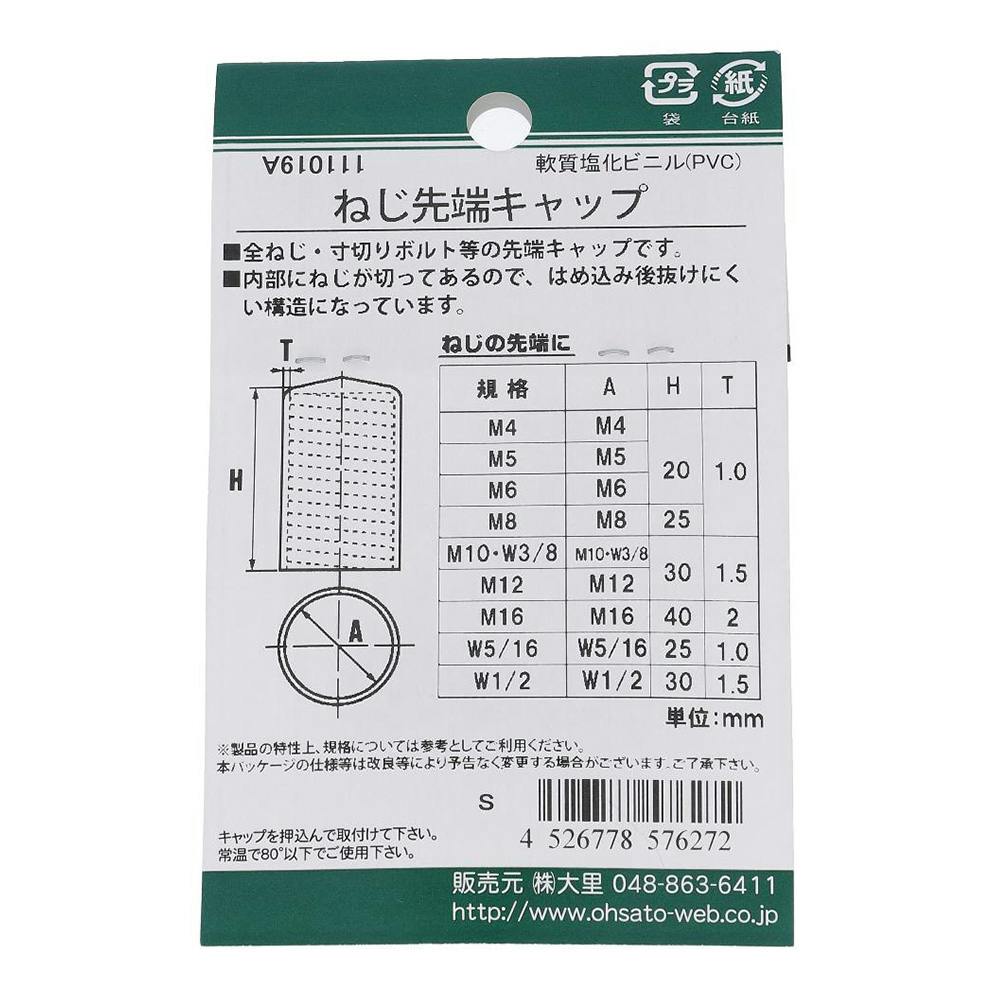 プラ
紙
袋
台紙
111019A
軟質塩化ビニル(PVC)
ねじ先端キャップ
■全ねじ・寸切りボルト等の先端キャップです。
■内部にねじが切ってあるので、はめ込み後抜けにく
い構造になっています。
T
H
A
ねじの先端に
規格 A H T
M4 M4
M5 M5
M6 M6 20 1.0
M8 M8 25
M10・W3/8 M10・W3/8
M12 M12 30 1.5
M16 M16 40 2
W5/16 W5/16 25 1.0
W1/2 W1/2 30 1.5
単位:mm
※製品の特性上、規格については参考としてご利用ください。
本パッケージの仕様等は改良等により予告なく変更する場合がございます。ご了承下さい。
S
4 526778 576272
キャップを押込んで取付けて下さい。
常温で80°以下でご使用下さい。
販売元 ㈱大里 048-863-6411
http://www.ohsato-web.co.jp